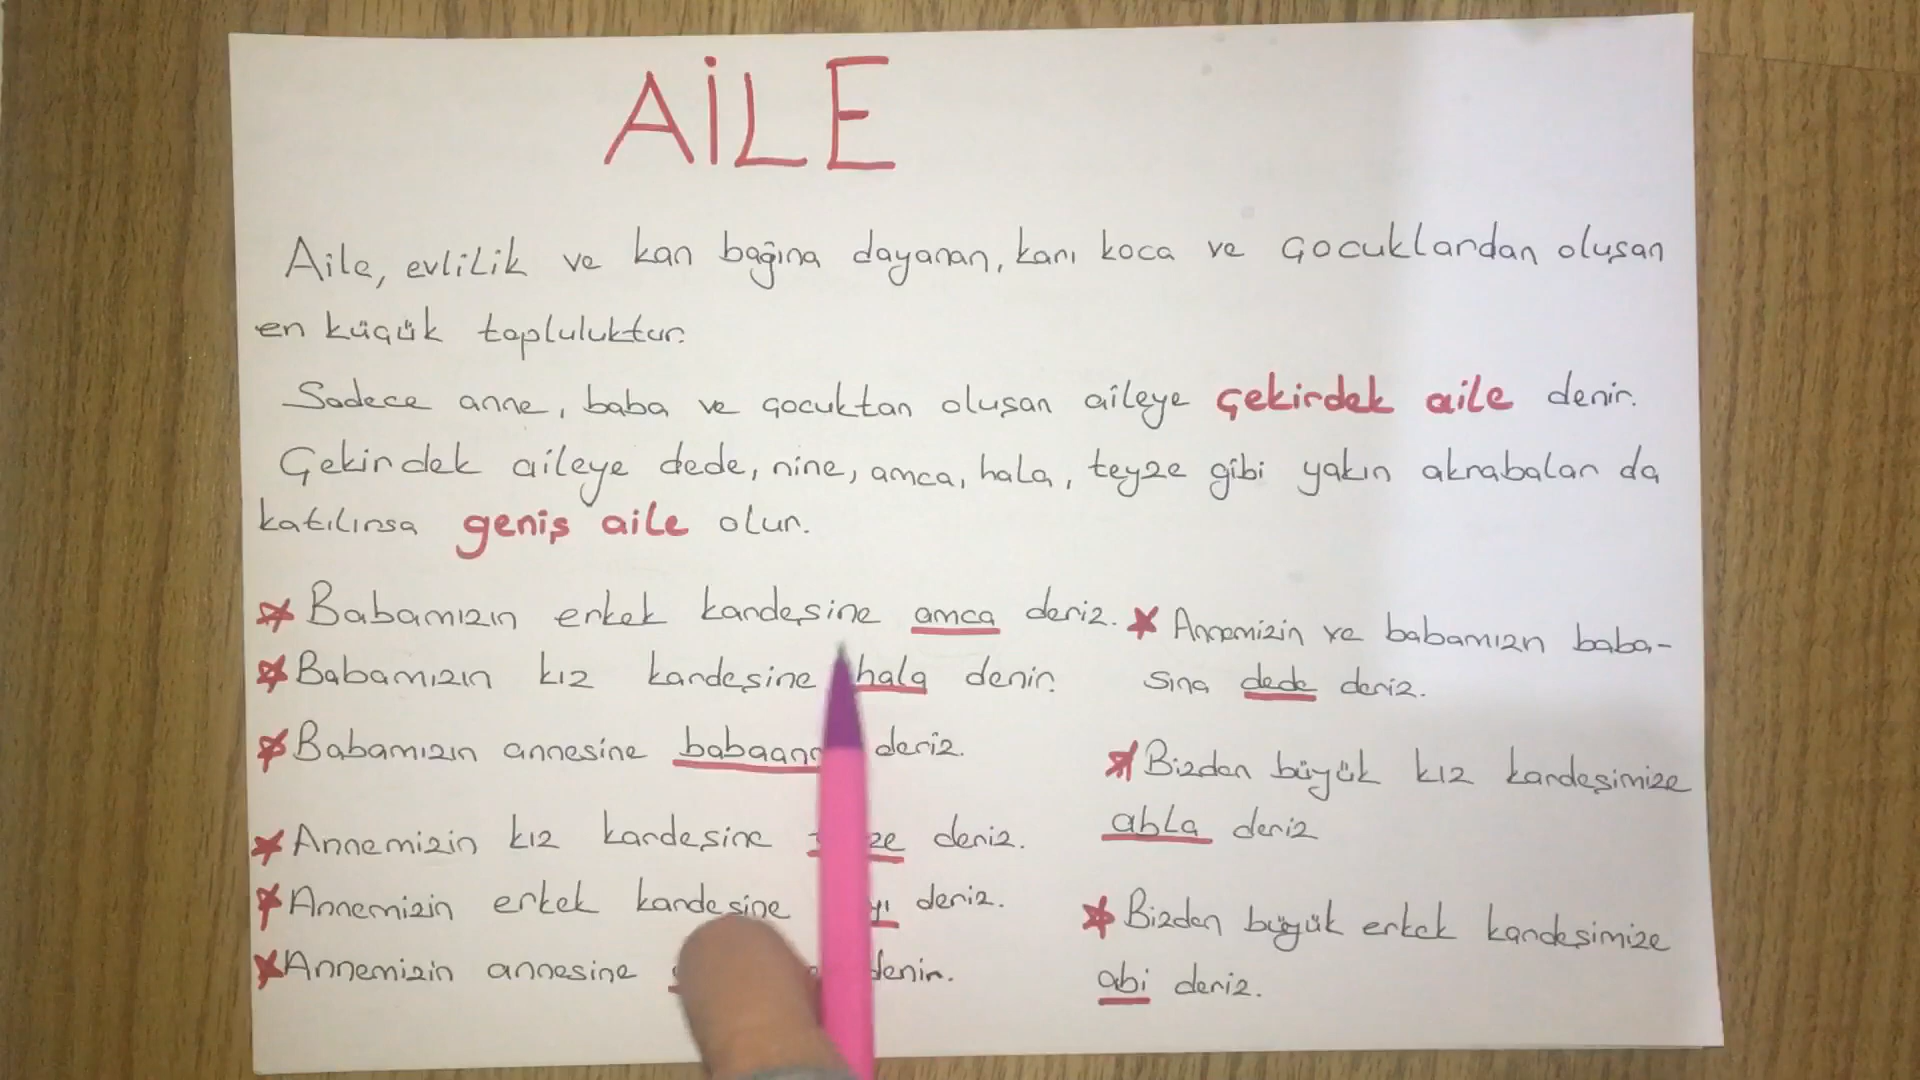 AİLE
Aile, evlilik ve kan bağına dayanan, karı koca ve çocuklardan oluşan
en küçük topluluktur.
Sadece anne, baba ve çocuktan oluşan aileye çekirdek aile denir.
Çekirdek aileye dede, nine, amca, hala, teyze gibi yakın akrabalar da
katılırsa geniş aile olur.
Babamızın erkek kardeşine amca deriz.
Babamızın kız kardeşine hala denir.
Babamızın annesine babaann deriz.
Annemizin kız kardeşine ze deriz.
Annemizin erkek kardeşine yı deriz.
Annemizin annesine denir.
Annemizin ve babamızın baba-
sına dede deriz.
Bizden büyük kız kardeşimize
abla deriz
Bizden büyük erkek kardeşimize
abi deriz.